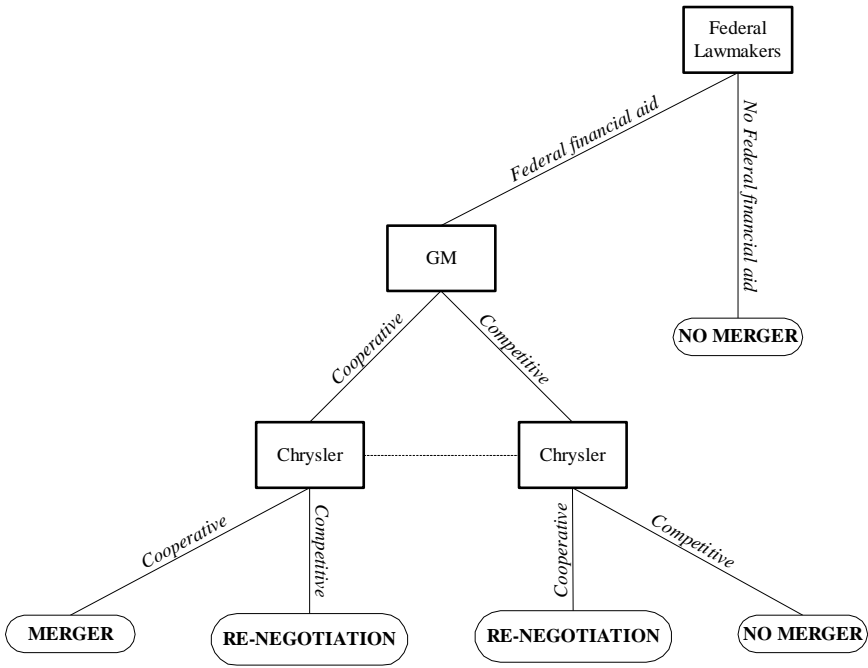 Federal
Lawmakers
Federal financial aid
No Federal financial aid
GM
NO MERGER
Cooperative
Competitive
Chrysler
Chrysler
Cooperative
Competitive
Cooperative
Competitive
MERGER
RE-NEGOTIATION
RE-NEGOTIATION
NO MERGER